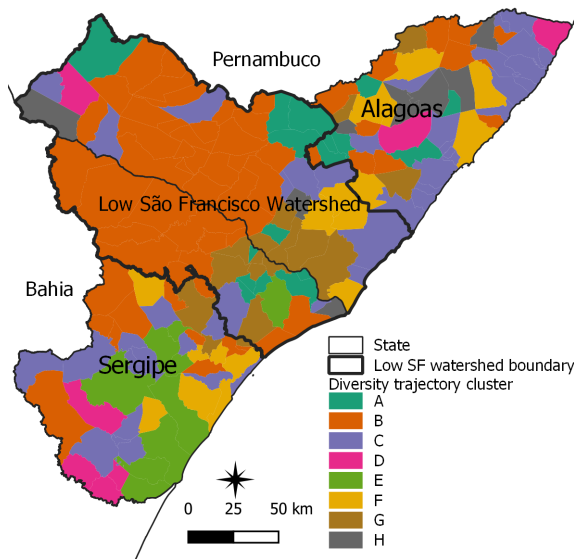 Pernambuco
Alagoas
Low São Francisco Watershed
Bahia
Sergipe
State
Low SF watershed boundary
Diversity trajectory cluster
A
B
C
D
E
F
G
H
0 25 50 km